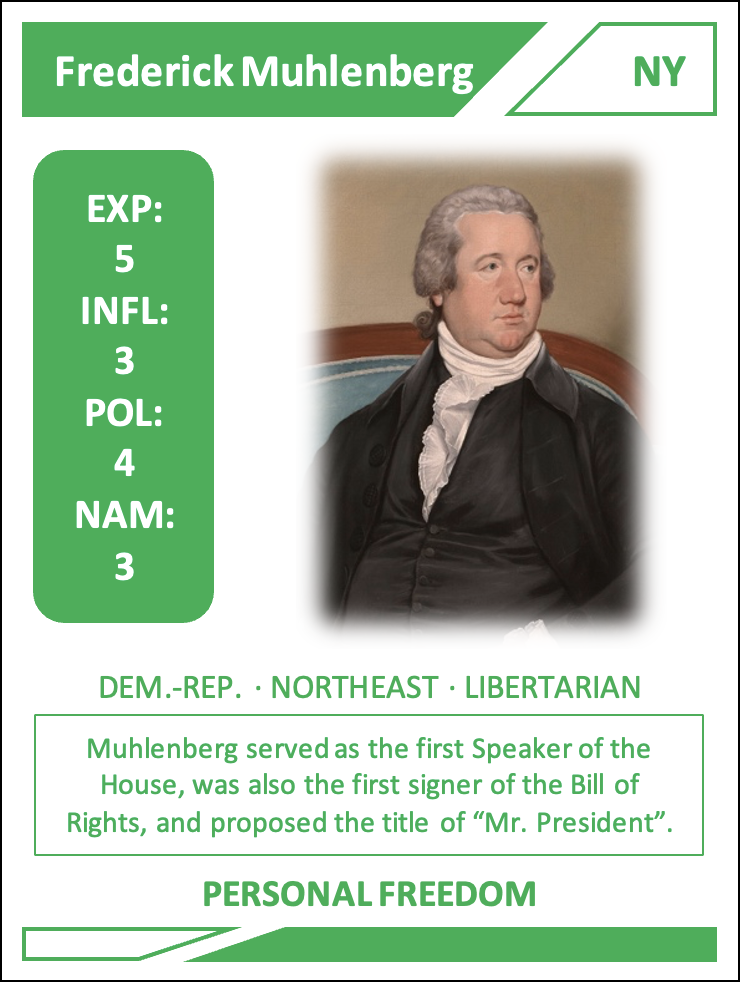 Frederick Muhlenberg
NY
EXP:
5
INFL:
3
POL:
4
NAM:
3
DEM.-REP. · NORTHEAST · LIBERTARIAN
Muhlenberg served as the first Speaker of the
House, was also the first signer of the Bill of
Rights, and proposed the title of “Mr. President”.
PERSONAL FREEDOM